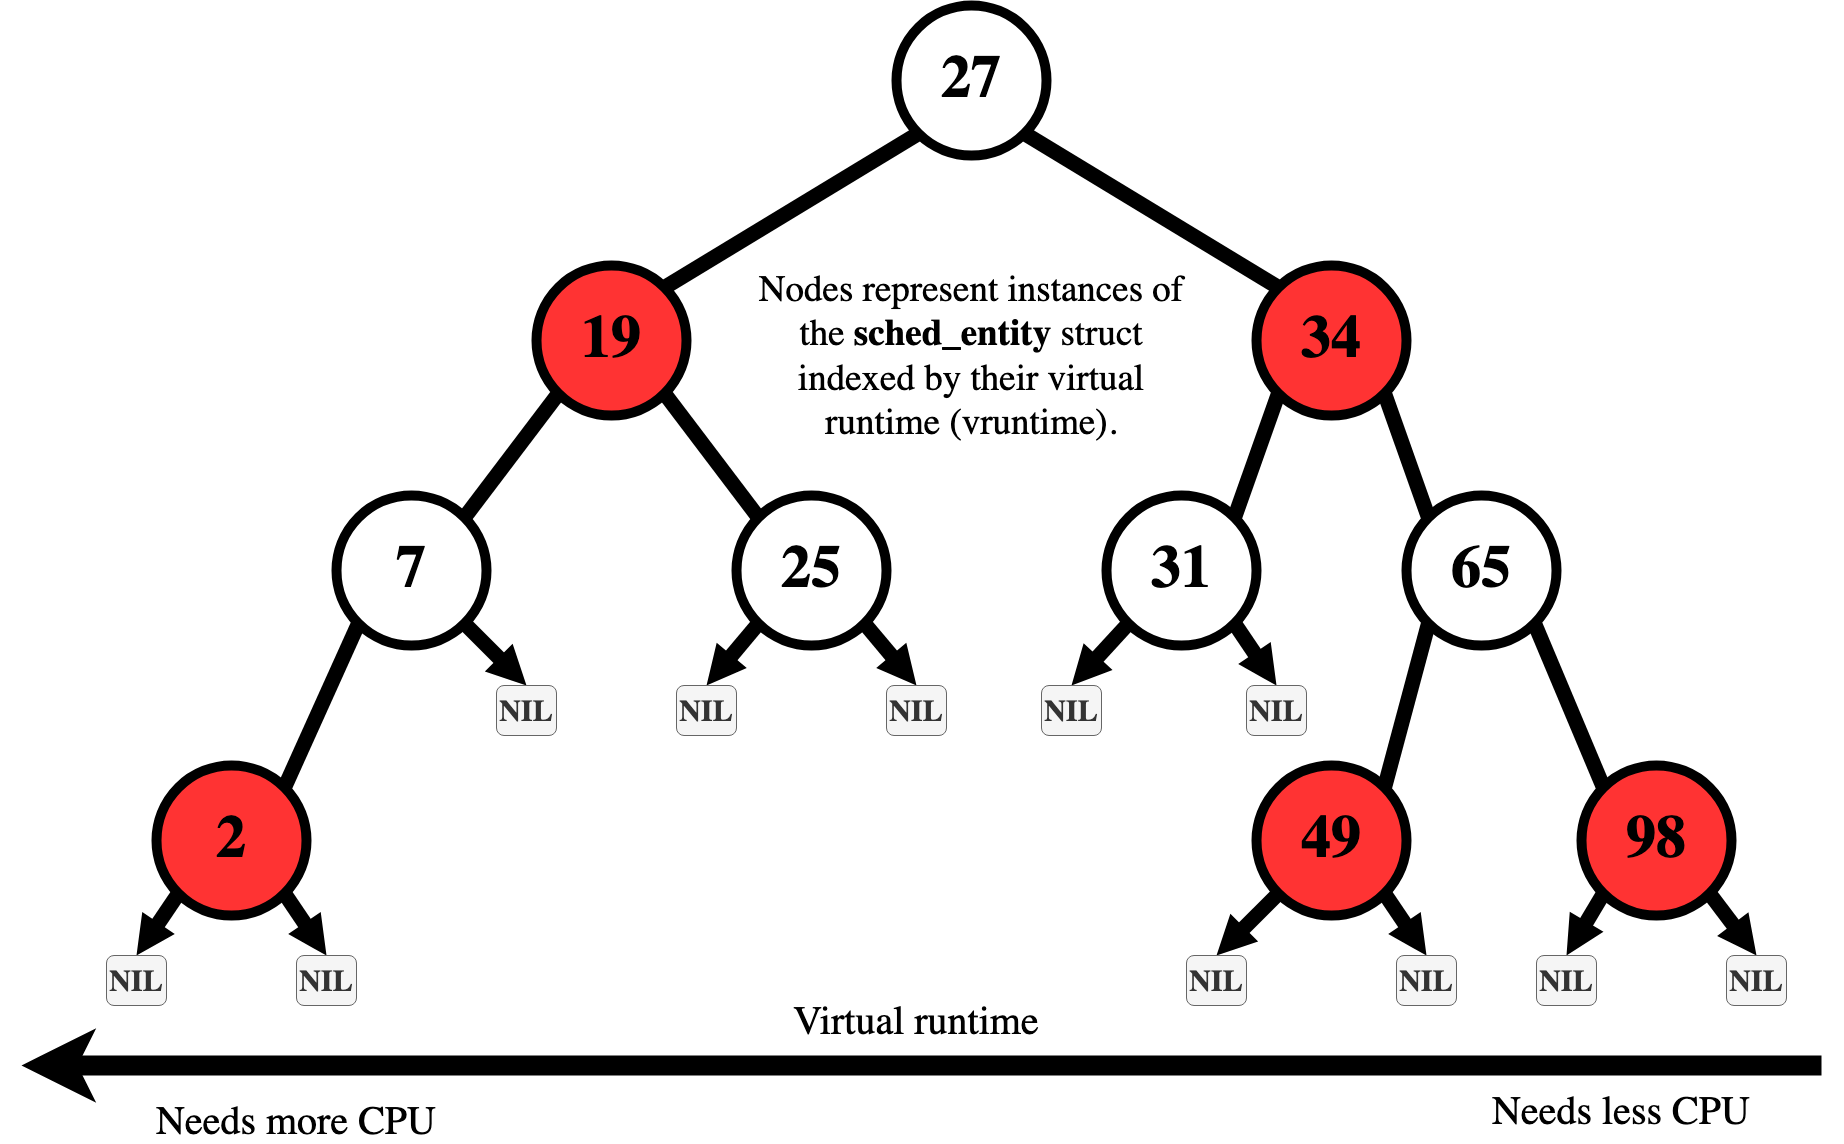 27
19
34
Nodes represent instances of
the sched_entity struct
indexed by their virtual
runtime (vruntime).
7
25
31
65
NIL
NIL
NIL
NIL
NIL
2
49
98
NIL
NIL
NIL
NIL
NIL
NIL
Virtual runtime
Needs more CPU
Needs less CPU